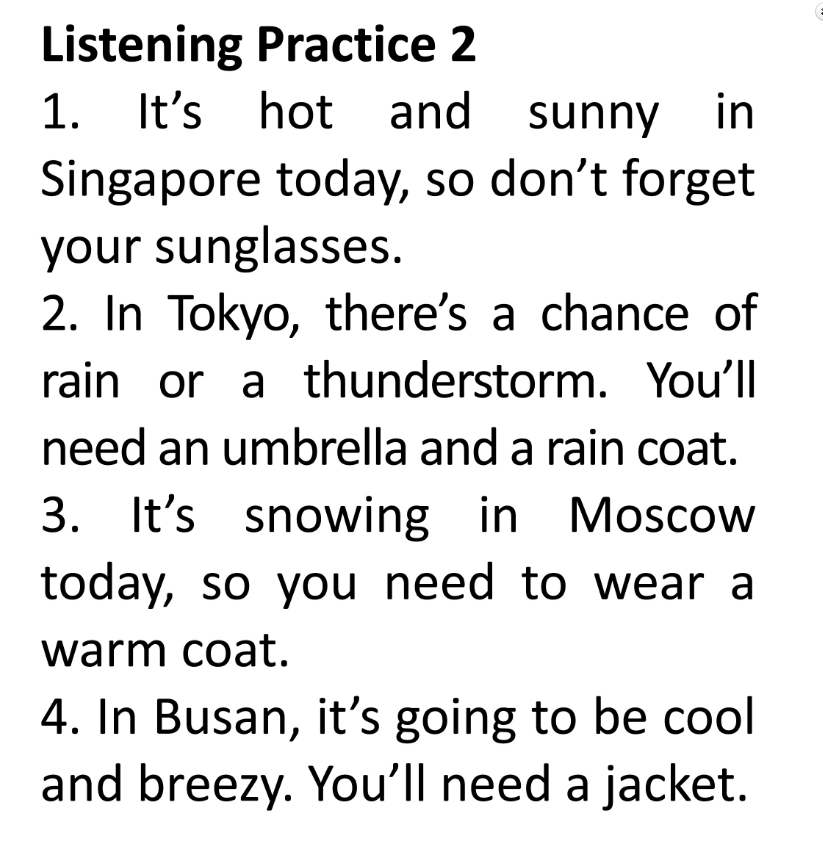 Listening Practice 2
1. It’s hot and sunny in
Singapore today, so don’t forget
your sunglasses.
2. In Tokyo, there’s a chance of
rain or a thunderstorm. You’ll
need an umbrella and a rain coat.
3. It’s snowing in Moscow
today, so you need to wear a
warm coat.
4. In Busan, it’s going to be cool
and breezy. You’ll need a jacket.